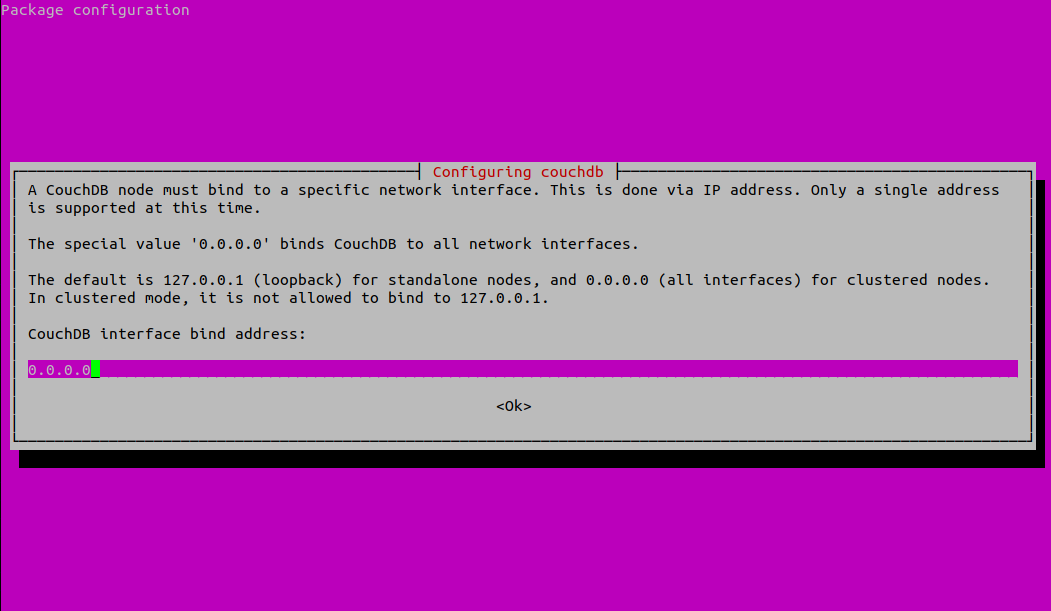 Package configuration
Configuring couchdb
A CouchDB node must bind to a specific network interface. This is done via IP address. Only a single address
is supported at this time.
The special value '0.0.0.0' binds CouchDB to all network interfaces.
The default is 127.0.0.1 (loopback) for standalone nodes, and 0.0.0.0 (all interfaces) for clustered nodes.
In clustered mode, it is not allowed to bind to 127.0.0.1.
CouchDB interface bind address:
0.0.0.0
<Ok>